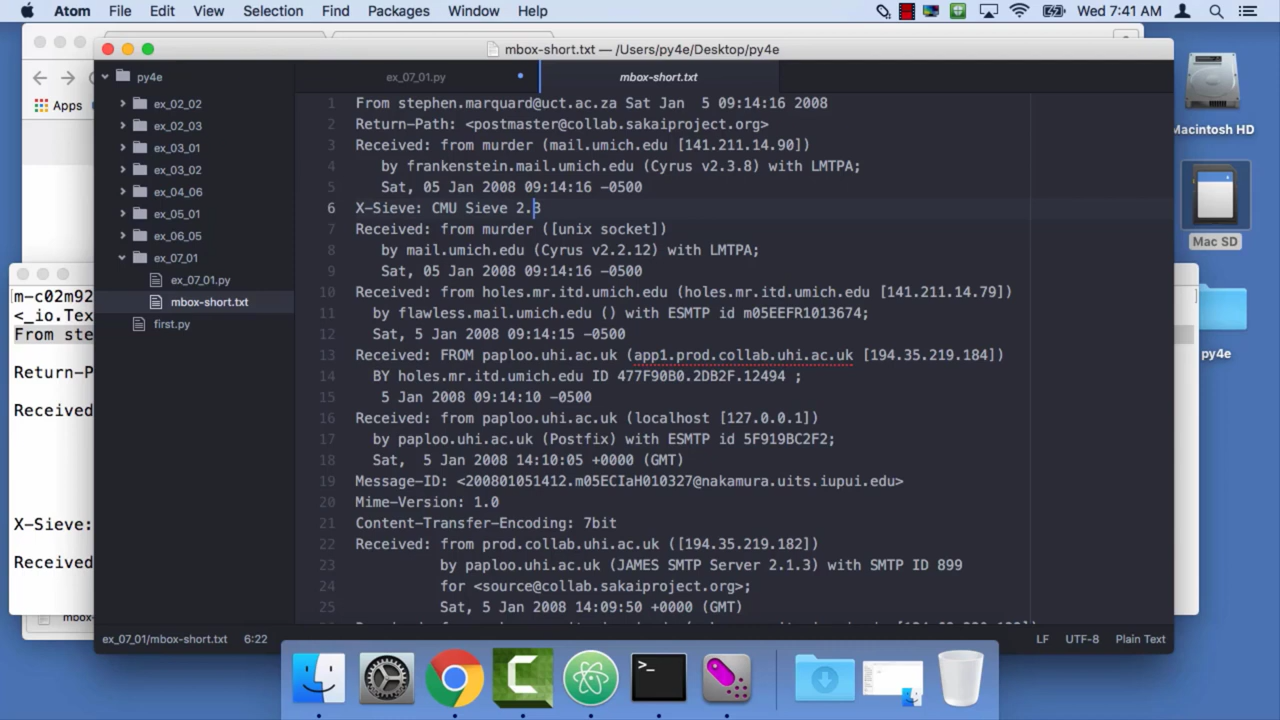 Atom File Edit View Selection Find Packages Window Help
Wed 7:41 AM
mbox-short.txt — /Users/py4e/Desktop/py4e
Apps
py4e
ex_02_02
ex_02_03
ex_03_01
ex_03_02
ex_04_06
ex_05_01
ex_06_05
ex_07_01
ex_07_01.py
mbox-short.txt
first.py
ex_07_01.py
mbox-short.txt
1 From stephen.marquard@uct.ac.za Sat Jan  5 09:14:16 2008
2 Return-Path: <postmaster@collab.sakaiproject.org>
3 Received: from murder (mail.umich.edu [141.211.14.90])
4 by frankenstein.mail.umich.edu (Cyrus v2.3.8) with LMTPA;
5 Sat, 05 Jan 2008 09:14:16 -0500
6 X-Sieve: CMU Sieve 2.3
7 Received: from murder ([unix socket])
8 by mail.umich.edu (Cyrus v2.2.12) with LMTPA;
9 Sat, 05 Jan 2008 09:14:16 -0500
10 Received: from holes.mr.itd.umich.edu (holes.mr.itd.umich.edu [141.211.14.79])
11 by flawless.mail.umich.edu () with ESMTP id m05EEFR1013674;
12 Sat, 5 Jan 2008 09:14:15 -0500
13 Received: FROM paploo.uhi.ac.uk (app1.prod.collab.uhi.ac.uk [194.35.219.184])
14 BY holes.mr.itd.umich.edu ID 477F90B0.2DB2F.12494 ;
15 5 Jan 2008 09:14:10 -0500
16 Received: from paploo.uhi.ac.uk (localhost [127.0.0.1])
17 by paploo.uhi.ac.uk (Postfix) with ESMTP id 5F919BC2F2;
18 Sat,  5 Jan 2008 14:10:05 +0000 (GMT)
19 Message-ID: <200801051412.m05ECIaH010327@nakamura.uits.iupui.edu>
20 Mime-Version: 1.0
21 Content-Transfer-Encoding: 7bit
22 Received: from prod.collab.uhi.ac.uk ([194.35.219.182])
23 by paploo.uhi.ac.uk (JAMES SMTP Server 2.1.3) with SMTP ID 899
24 for <source@collab.sakaiproject.org>;
25 Sat, 5 Jan 2008 14:09:50 +0000 (GMT)
ex_07_01/mbox-short.txt 6:22
LF UTF-8 Plain Text
m-c02m92
<_io.Tex
From ste
Return-P
Received
X-Sieve:
Received
mbox-
Macintosh HD
Mac SD
py4e